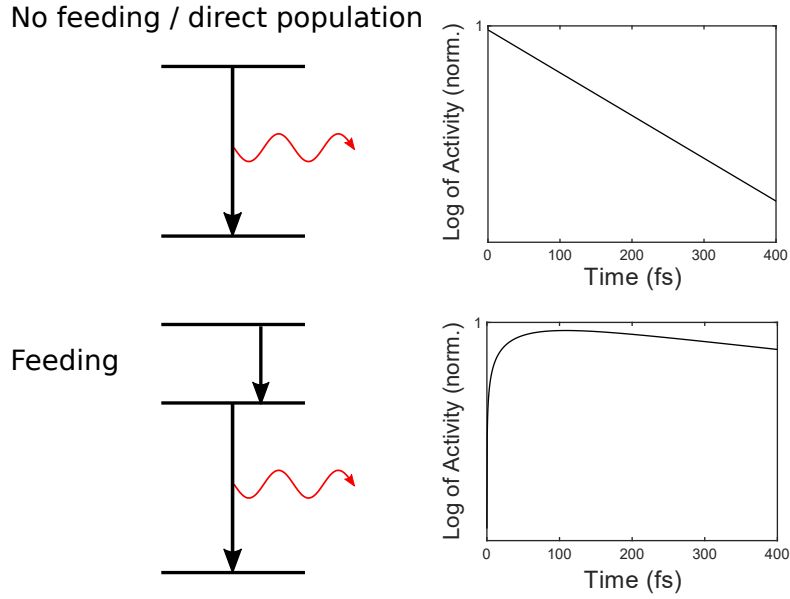 No feeding / direct population
1
Log of Activity (norm.)
0
100
200
300
400
Time (fs)
Feeding
1
Log of Activity (norm.)
0
100
200
300
400
Time (fs)